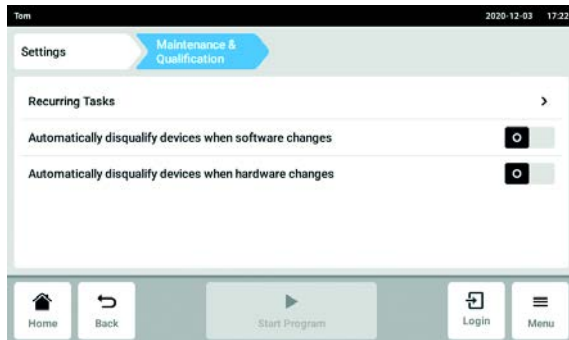 Tom 2020-12-03 17:22
Settings
Maintenance &
Qualification
Recurring Tasks
Automatically disqualify devices when software changes
Automatically disqualify devices when hardware changes
Home Back Start Program Login Menu